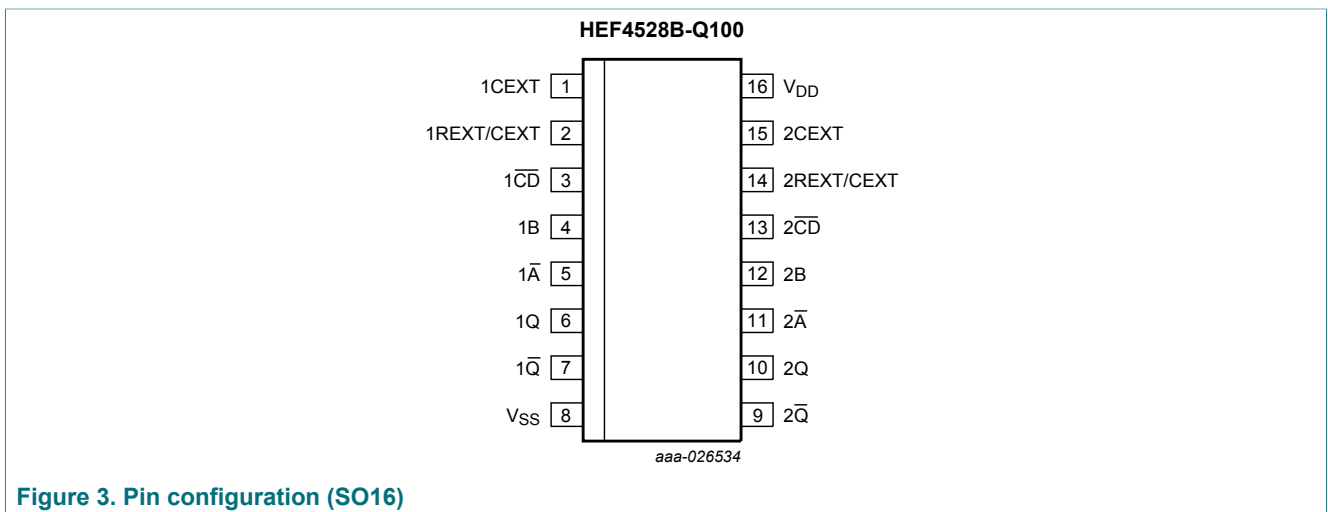 HEF4528B-Q100
1CEXT 1
1REXT/CEXT 2
1C̅D̅ 3
1B 4
1A̅ 5
1Q 6
1Q̅ 7
VSS 8
16 VDD
15 2CEXT
14 2REXT/CEXT
13 2C̅D̅
12 2B
11 2A̅
10 2Q
9 2Q̅
aaa-026534
Figure 3. Pin configuration (SO16)